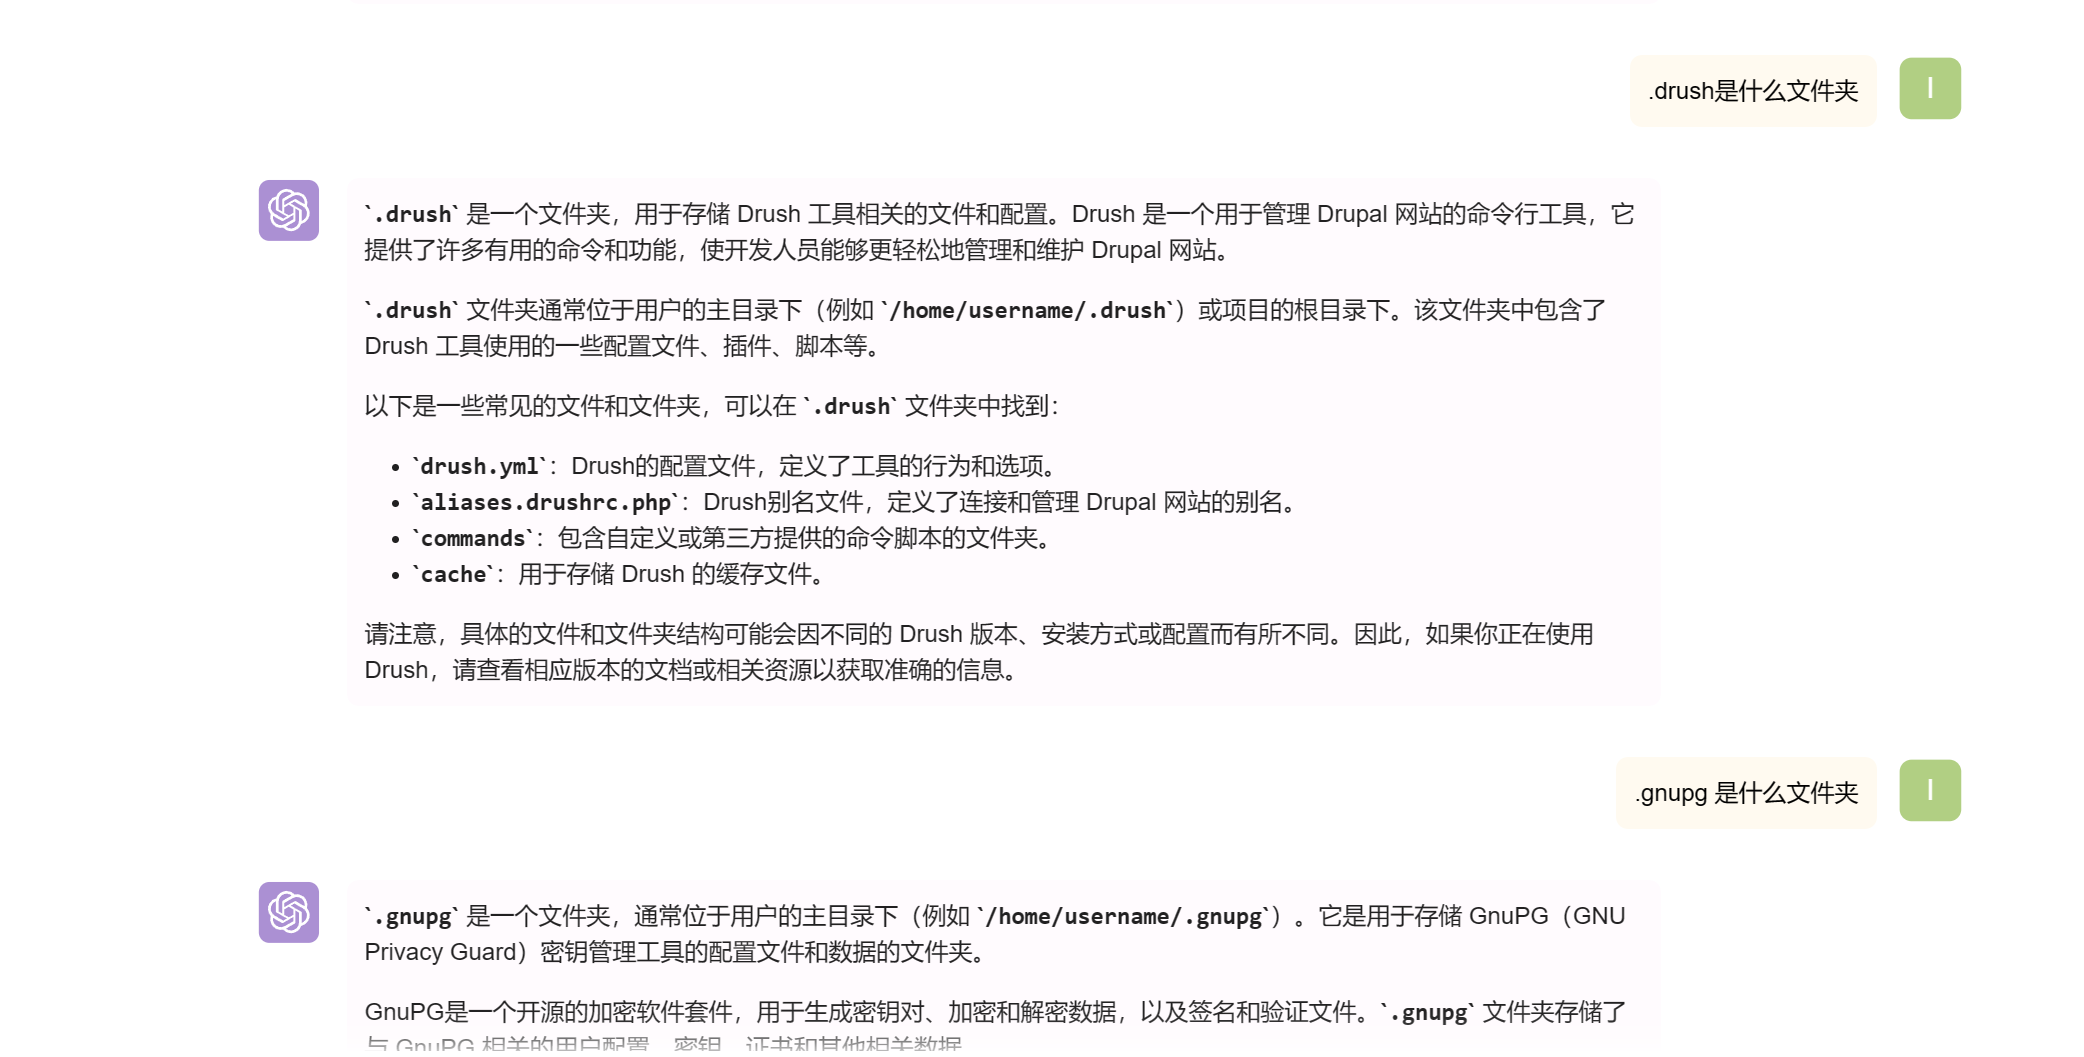 .drush是什么文件夹
I
`.drush` 是一个文件夹，用于存储 Drush 工具相关的文件和配置。Drush 是一个用于管理 Drupal 网站的命令行工具，它
提供了许多有用的命令和功能，使开发人员能够更轻松地管理和维护 Drupal 网站。
`.drush` 文件夹通常位于用户的主目录下（例如 `/home/username/.drush`）或项目的根目录下。该文件夹中包含了
Drush 工具使用的一些配置文件、插件、脚本等。
以下是一些常见的文件和文件夹，可以在 `.drush` 文件夹中找到：
• `drush.yml`：Drush的配置文件，定义了工具的行为和选项。
• `aliases.drushrc.php`：Drush别名文件，定义了连接和管理 Drupal 网站的别名。
• `commands`：包含自定义或第三方提供的命令脚本的文件夹。
• `cache`：用于存储 Drush 的缓存文件。
请注意，具体的文件和文件夹结构可能会因不同的 Drush 版本、安装方式或配置而有所不同。因此，如果你正在使用
Drush，请查看相应版本的文档或相关资源以获取准确的信息。
.gnupg 是什么文件夹
I
`.gnupg` 是一个文件夹，通常位于用户的主目录下（例如 `/home/username/.gnupg`）。它是用于存储 GnuPG（GNU
Privacy Guard）密钥管理工具的配置文件和数据的文件夹。
GnuPG是一个开源的加密软件套件，用于生成密钥对、加密和解密数据，以及签名和验证文件。`.gnupg` 文件夹存储了
与 GnuPG 相关的用户配置、密钥、证书和其他相关数据